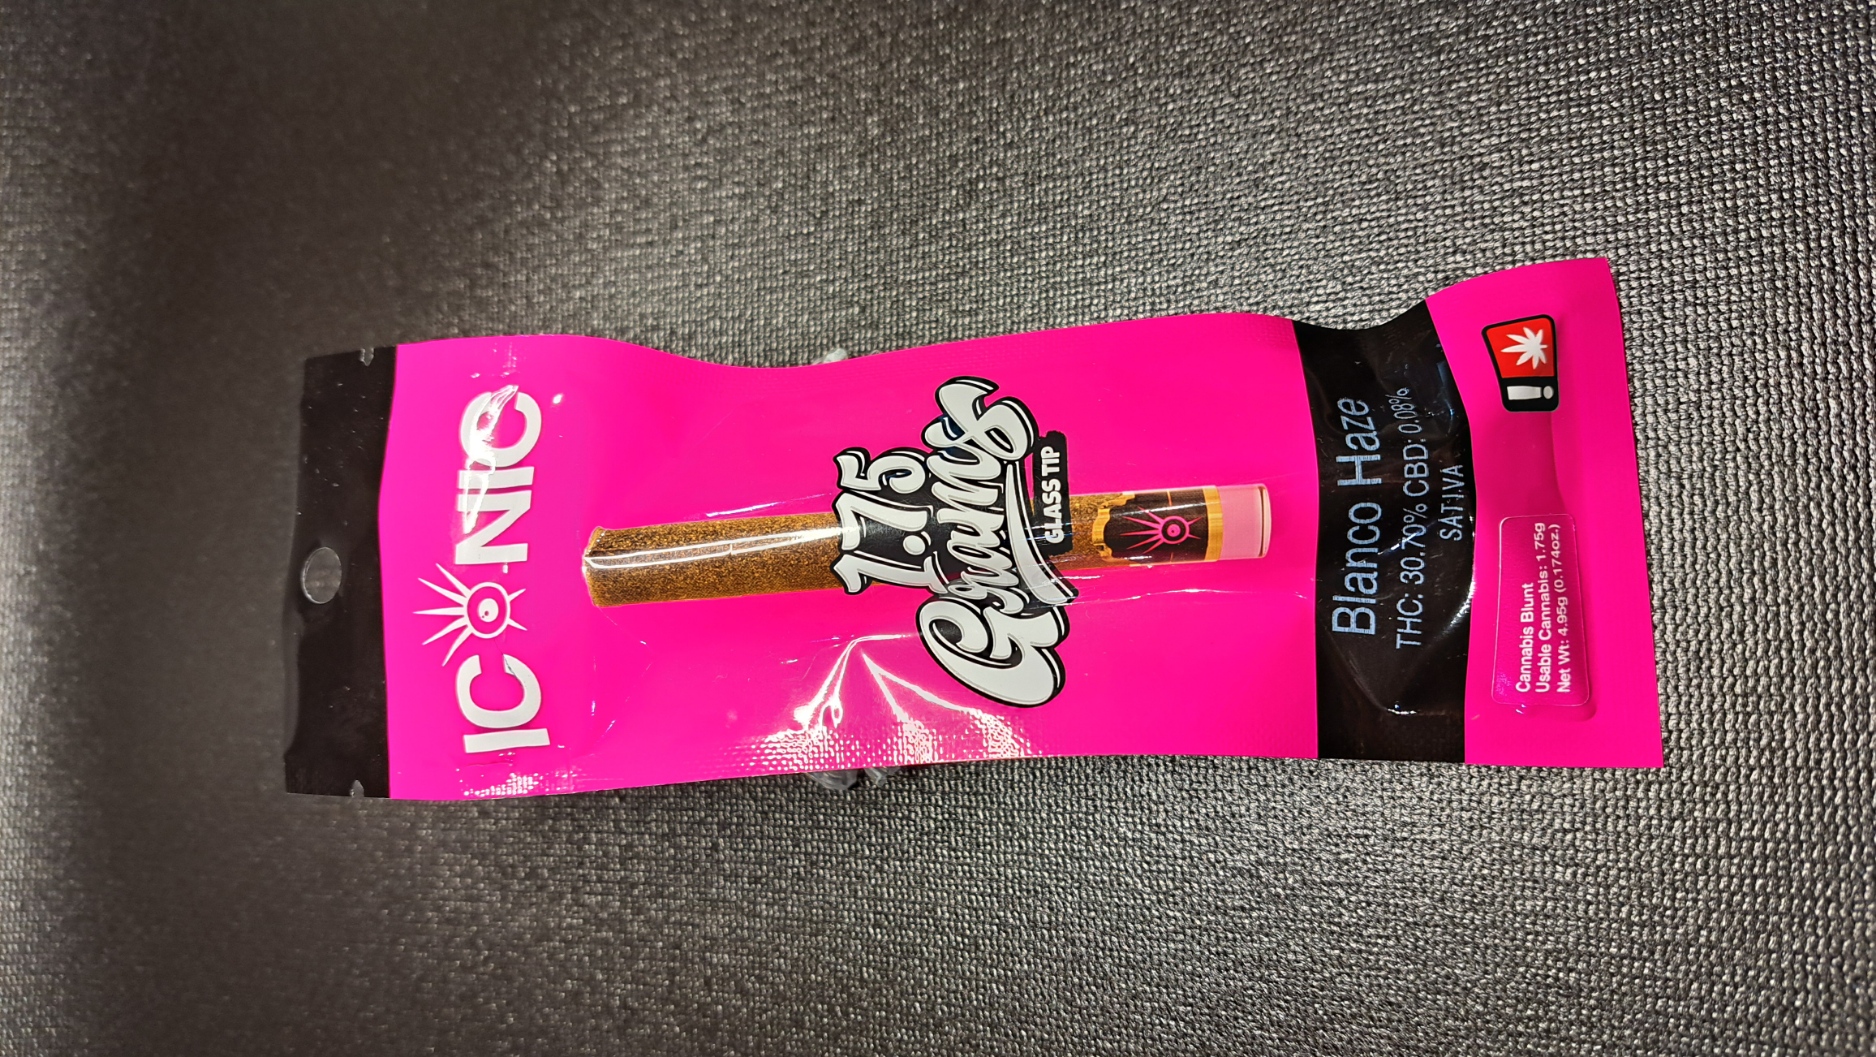 ICONIC
1.75
Grams
GLASS TIP
Blanco Haze
THC: 30.70% CBD: 0.08%
SATIVA
!
Cannabis Blunt
Usable Cannabis: 1.75g
Net Wt: 4.95g (0.174oz)